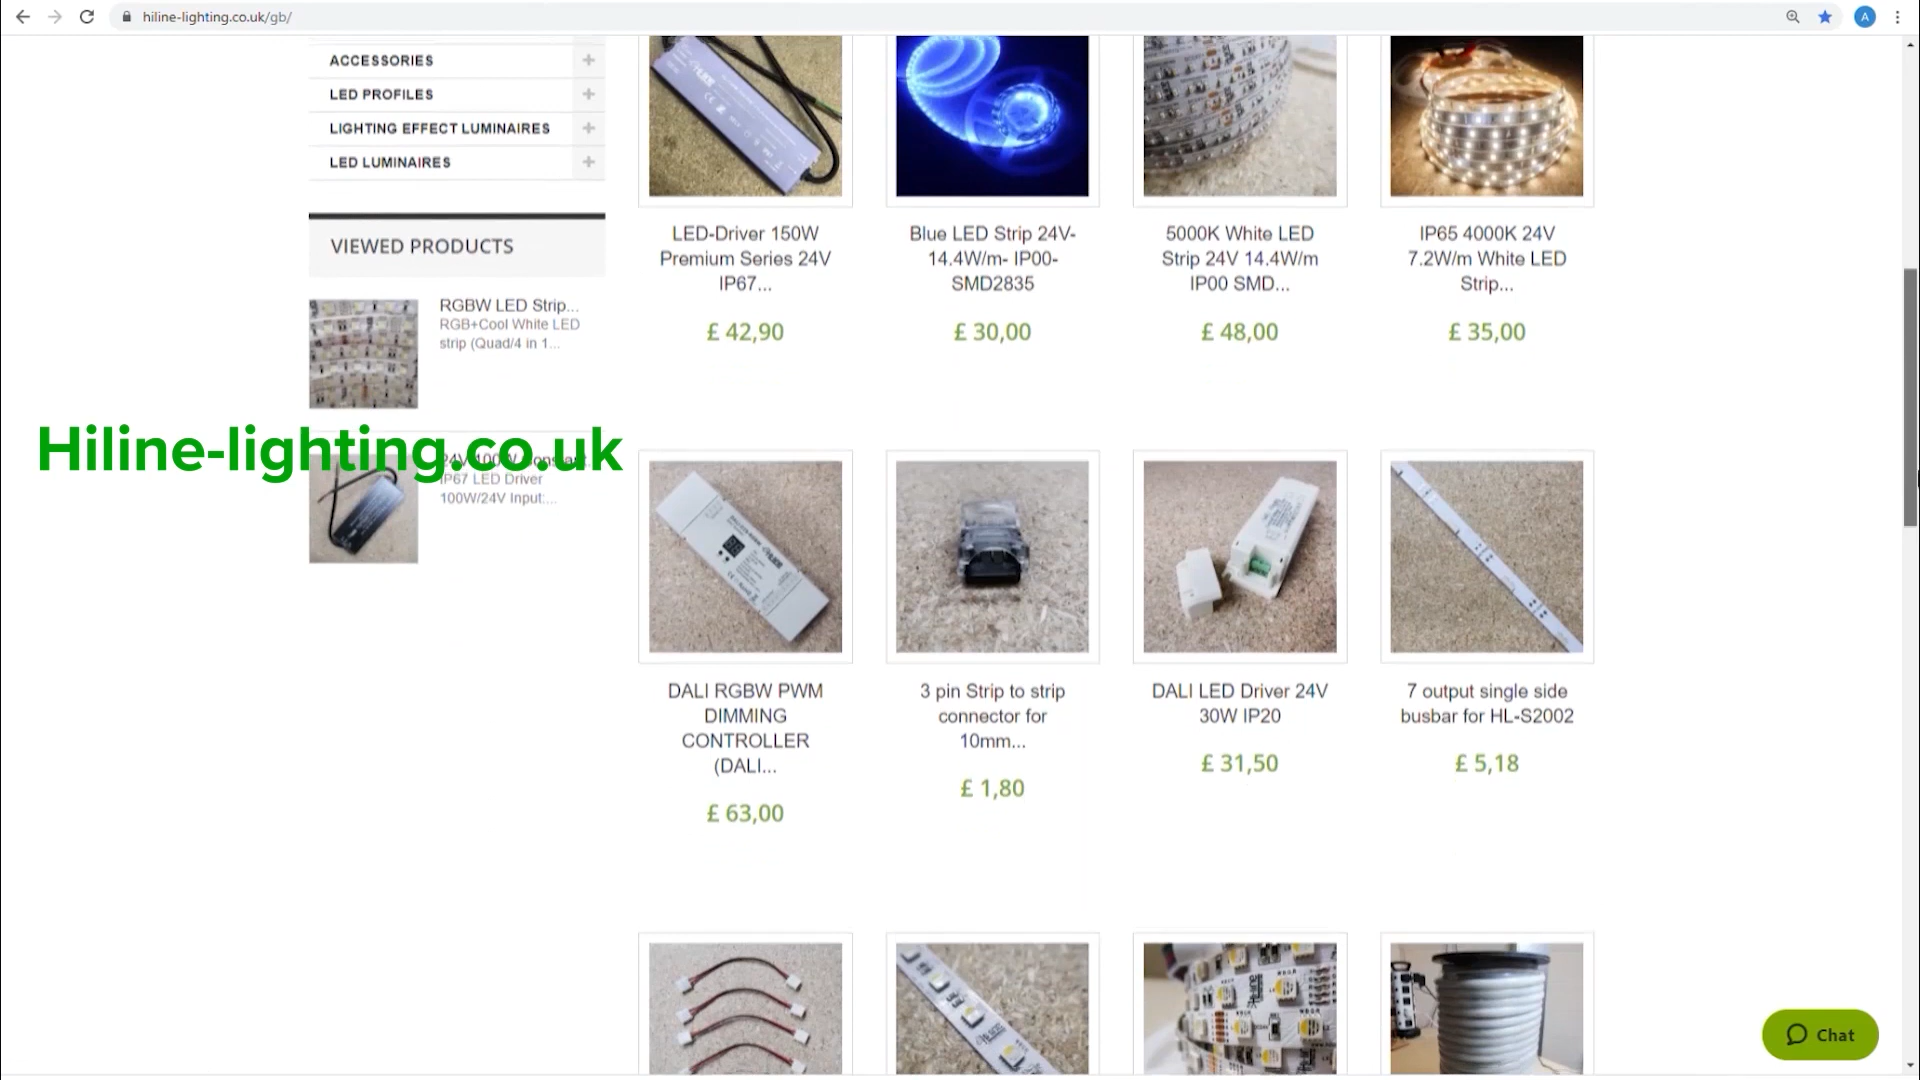 hiline-lighting.co.uk/gb/
A
ACCESSORIES
LED PROFILES
LIGHTING EFFECT LUMINAIRES
LED LUMINAIRES
VIEWED PRODUCTS
RGBW LED Strip...
RGB+Cool White LED
strip (Quad/4 in 1...
Hiline-lighting.co.uk
24V 100W Constant
IP67 LED Driver
100W/24V Input:...
LED-Driver 150W
Premium Series 24V
IP67...
£ 42,90
Blue LED Strip 24V-
14.4W/m- IP00-
SMD2835
£ 30,00
5000K White LED
Strip 24V 14.4W/m
IP00 SMD...
£ 48,00
IP65 4000K 24V
7.2W/m White LED
Strip...
£ 35,00
DALI RGBW PWM
DIMMING
CONTROLLER
(DALI...
£ 63,00
3 pin Strip to strip
connector for
10mm...
£ 1,80
DALI LED Driver 24V
30W IP20
£ 31,50
7 output single side
busbar for HL-S2002
£ 5,18
Chat